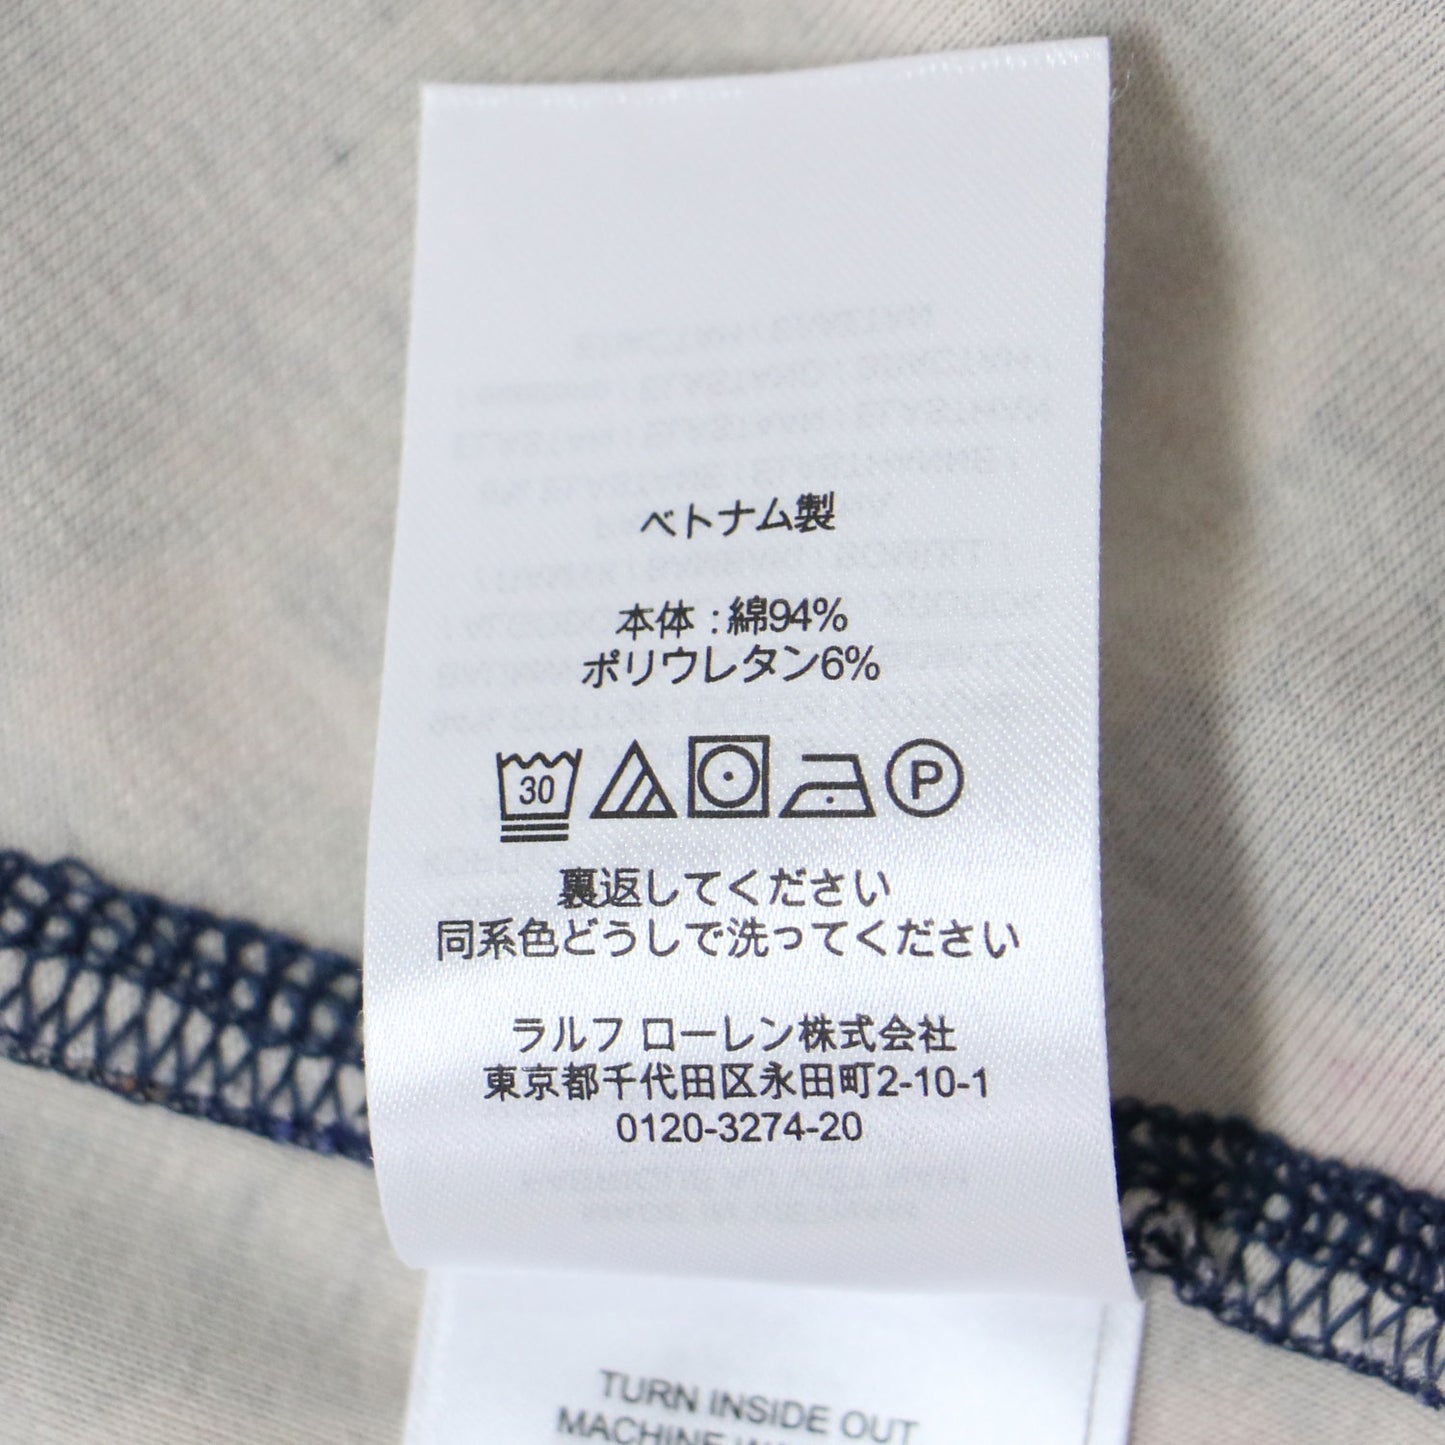 ベトナム製
本体 : 綿94%
ポリウレタン6%
30
P
裏返してください
同系色どうしで洗ってください
ラルフ ローレン株式会社
東京都千代田区永田町2-10-1
0120-3274-20
TURN INSIDE OUT
MACHINE